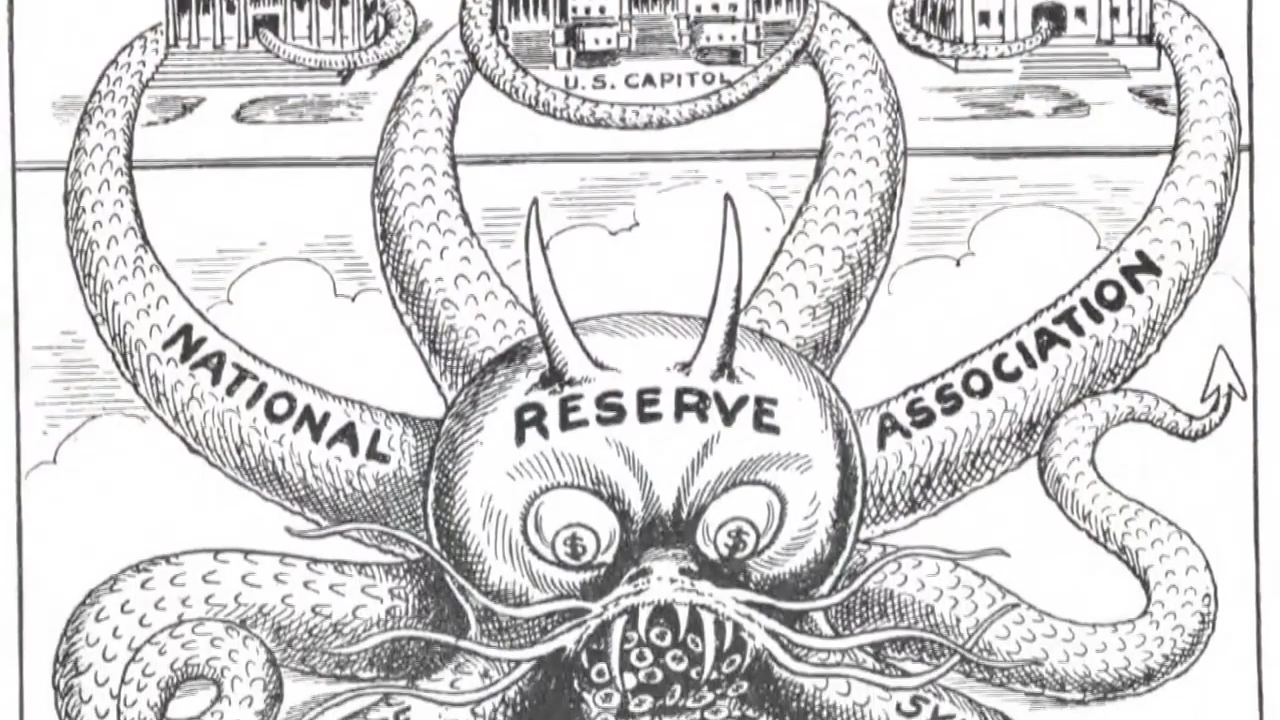 U.S. CAPITOL
NATIONAL
RESERVE
ASSOCIATION
$ $